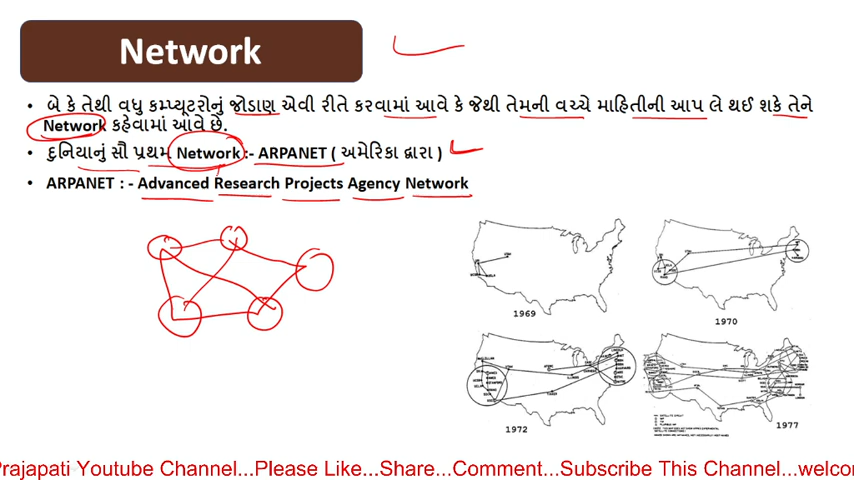 Network
• બે કે તેથી વધુ કમ્પ્યૂટરોનું જોડાણ એવી રીતે કરવામાં આવે કે જેથી તેમની વચ્ચે માહિતીની આપ લે થઈ શકે તેને
Network કહેવામાં આવે છે.
• દુનિયાનું સૌ પ્રથમ Network :- ARPANET ( અમેરિકા દ્વારા )
• ARPANET : - Advanced Research Projects Agency Network
1969
1970
1972
1977
Prajapati Youtube Channel...Please Like...Share...Comment...Subscribe This Channel...welco